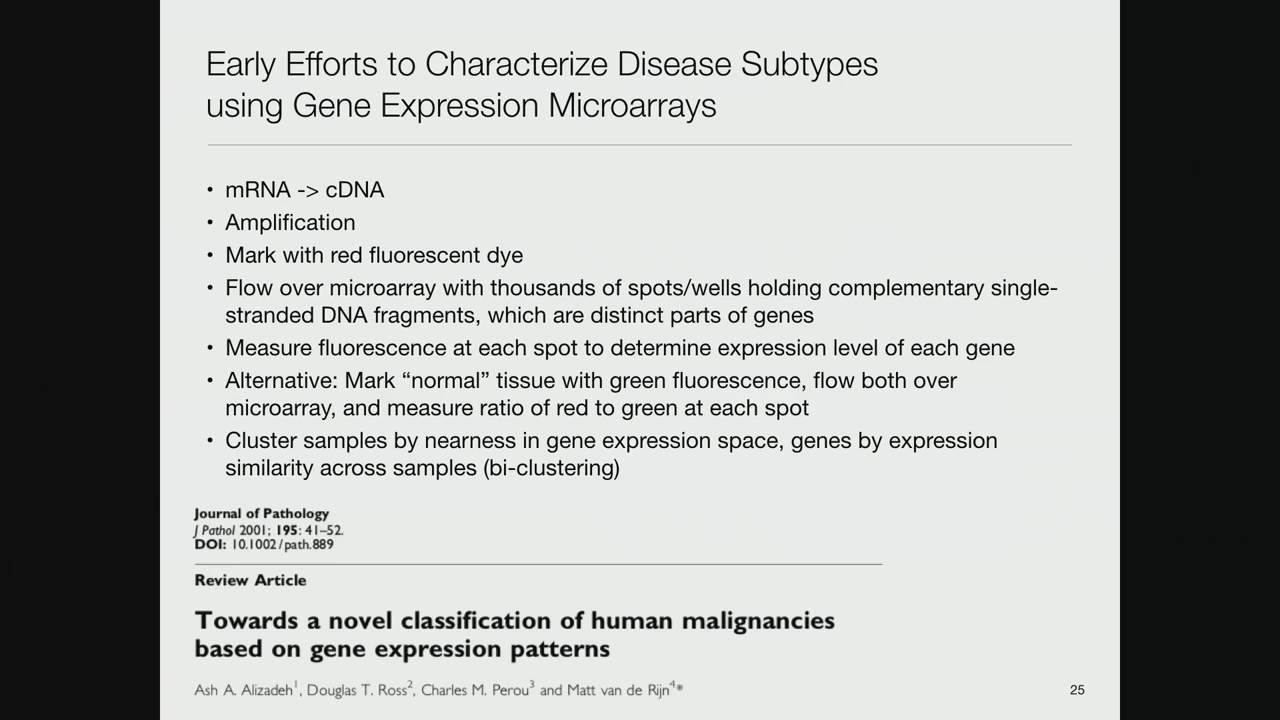 Early Efforts to Characterize Disease Subtypes
using Gene Expression Microarrays
• mRNA -> cDNA
• Amplification
• Mark with red fluorescent dye
• Flow over microarray with thousands of spots/wells holding complementary single-
stranded DNA fragments, which are distinct parts of genes
• Measure fluorescence at each spot to determine expression level of each gene
• Alternative: Mark “normal” tissue with green fluorescence, flow both over
microarray, and measure ratio of red to green at each spot
• Cluster samples by nearness in gene expression space, genes by expression
similarity across samples (bi-clustering)
Journal of Pathology
J Pathol 2001; 195: 41–52.
DOI: 10.1002/path.889
Review Article
Towards a novel classification of human malignancies
based on gene expression patterns
Ash A. Alizadeh1, Douglas T. Ross2, Charles M. Perou3 and Matt van de Rijn4*
25